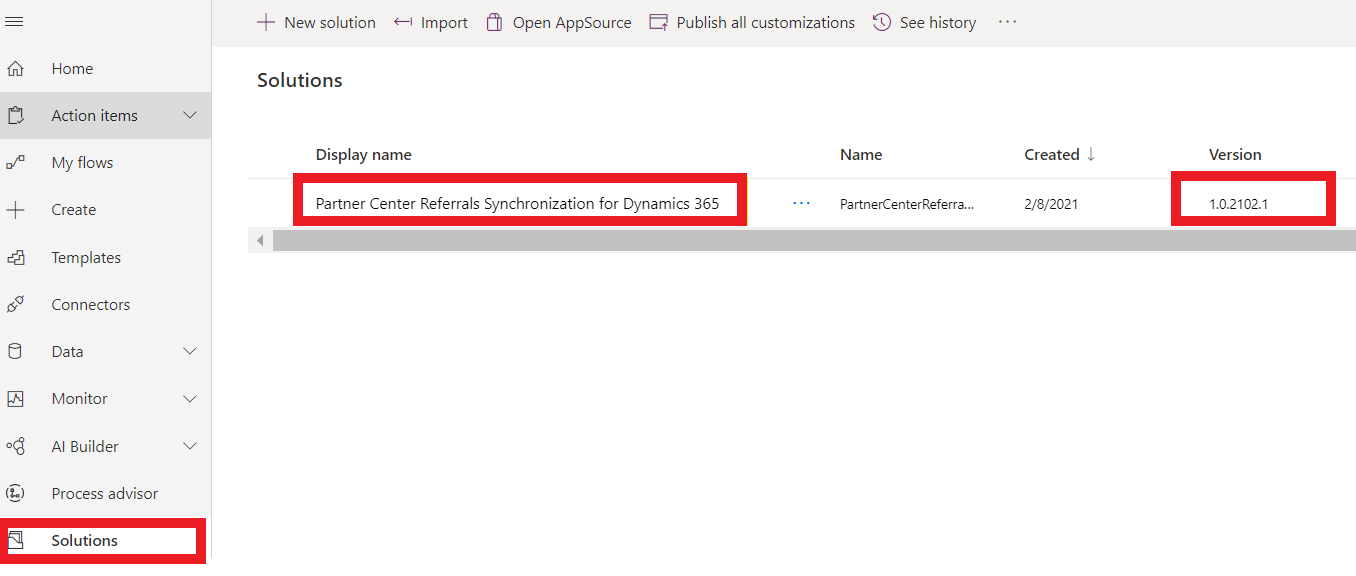 New solution Import Open AppSource Publish all customizations See history ...
Home
Action items
My flows
Create
Templates
Connectors
Data
Monitor
AI Builder
Process advisor
Solutions
Solutions
Display name Name Created Version
Partner Center Referrals Synchronization for Dynamics 365 ... PartnerCenterReferra... 2/8/2021 1.0.2102.1